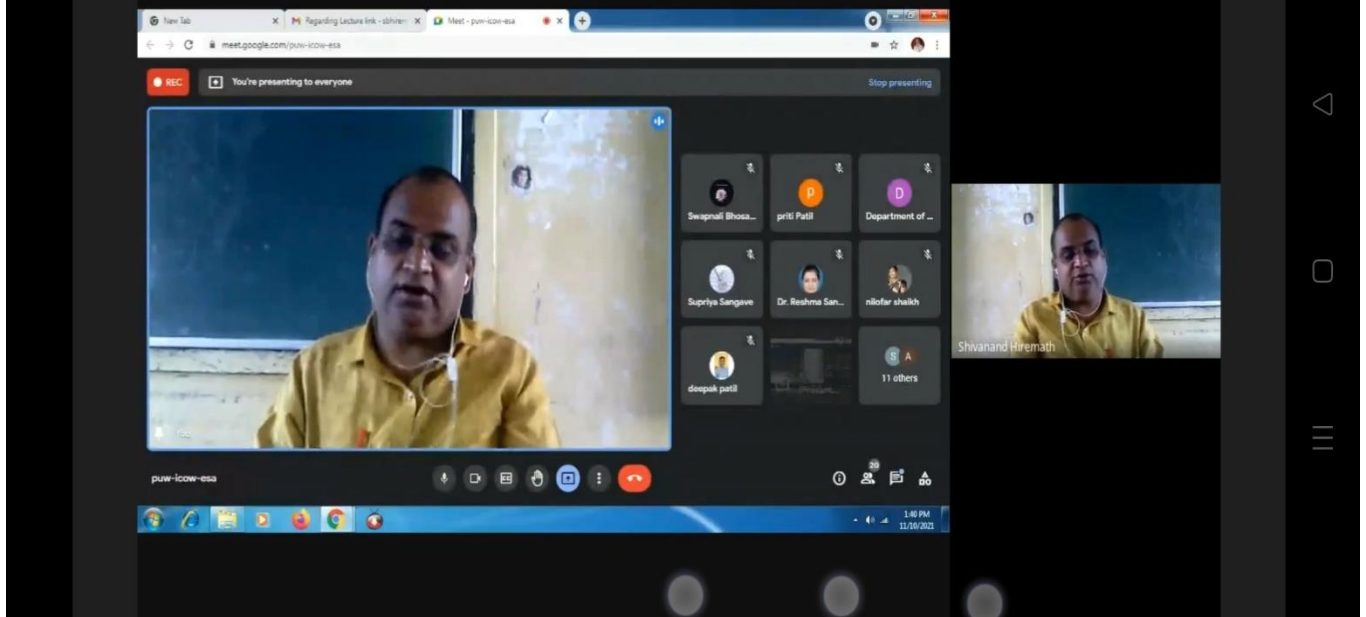 New Tab
Regarding Lecture link - sbhirem
Meet - puw-icow-esa
meet.google.com/puw-icow-esa
REC
You're presenting to everyone
Stop presenting
Swapnali Bhosa...
P
priti Patil
D
Department of ...
Supriya Sangave
Dr. Reshma San...
nilofar shaikh
deepak patil
S A
11 others
You
Shivanand Hiremath
puw-icow-esa
20
1:40 PM
11/10/2021